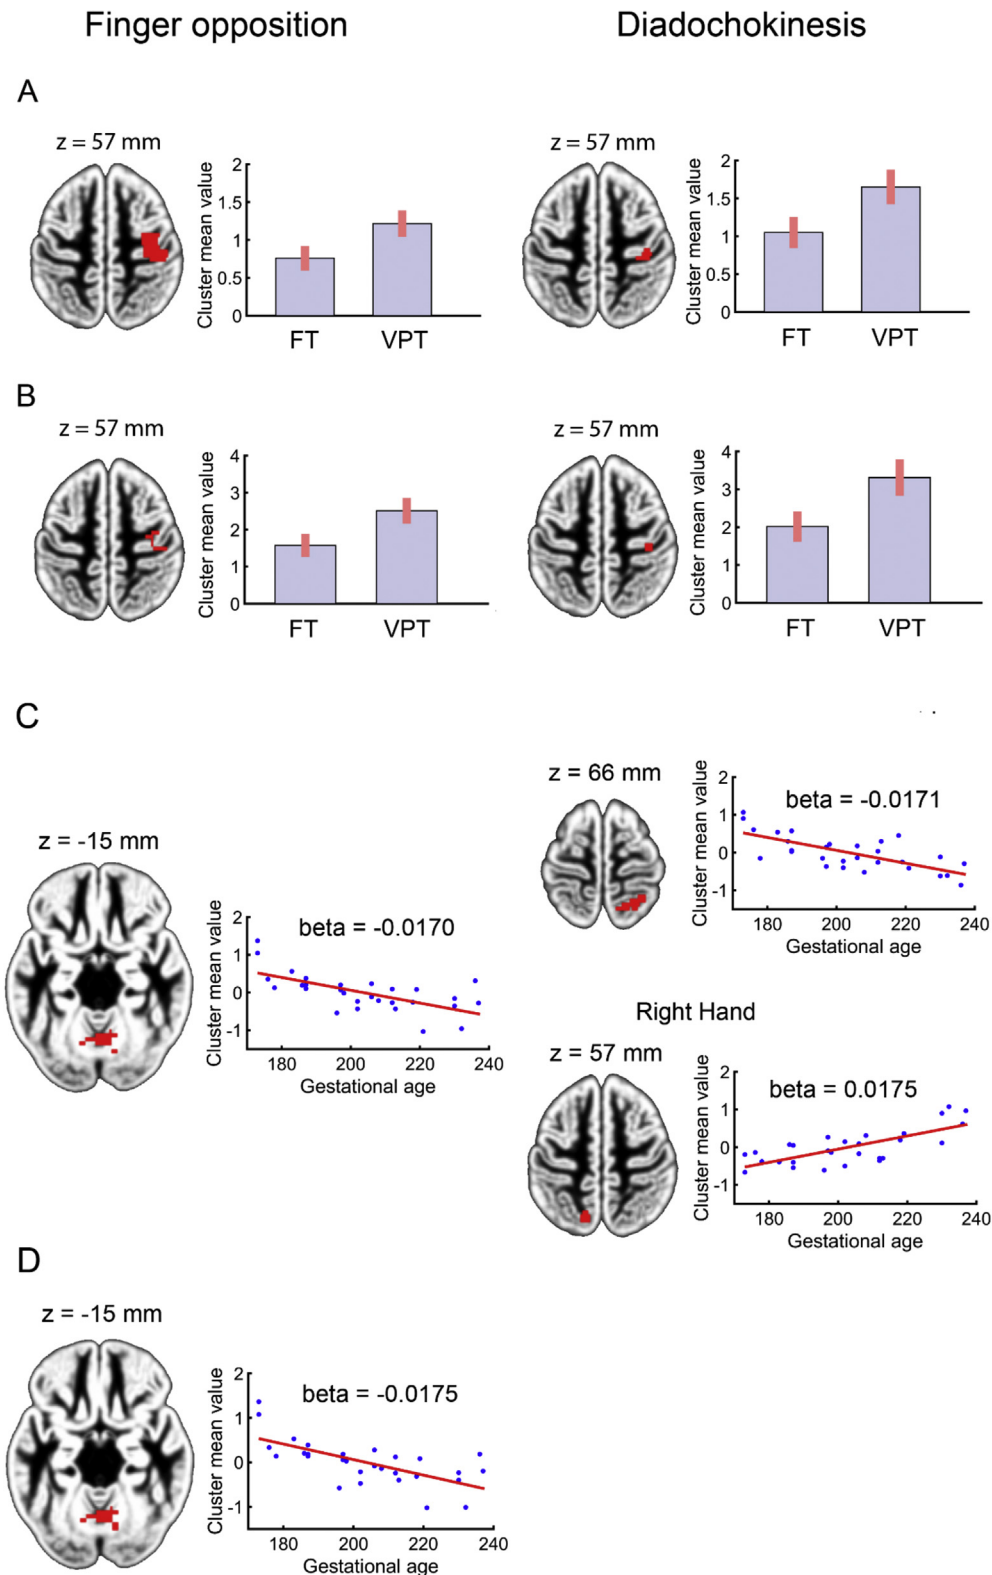 Finger opposition
Diadochokinesis
A
z = 57 mm
Cluster mean value
2
1.5
1
0.5
0
FT
VPT
z = 57 mm
Cluster mean value
2
1.5
1
0.5
0
FT
VPT
B
z = 57 mm
Cluster mean value
4
3
2
1
0
FT
VPT
z = 57 mm
Cluster mean value
4
3
2
1
0
FT
VPT
C
z = -15 mm
Cluster mean value
2
1
0
-1
beta = -0.0170
180
200
220
240
Gestational age
z = 66 mm
Cluster mean value
2
1
0
-1
beta = -0.0171
180
200
220
240
Gestational age
Right Hand
z = 57 mm
Cluster mean value
2
1
0
-1
beta = 0.0175
180
200
220
240
Gestational age
D
z = -15 mm
Cluster mean value
2
1
0
-1
beta = -0.0175
180
200
220
240
Gestational age